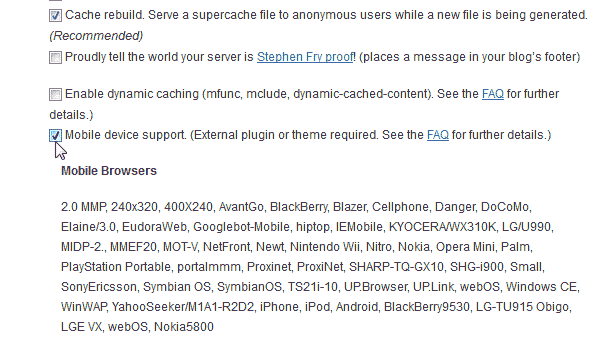 Cache rebuild. Serve a supercache file to anonymous users while a new file is being generated.
(Recommended)
Proudly tell the world your server is Stephen Fry proof! (places a message in your blog's footer)
Enable dynamic caching (mfunc, mclude, dynamic-cached-content). See the FAQ for further
details.)
Mobile device support. (External plugin or theme required. See the FAQ for further details.)
Mobile Browsers
2.0 MMP, 240x320, 400X240, AvantGo, BlackBerry, Blazer, Cellphone, Danger, DoCoMo,
Elaine/3.0, EudoraWeb, Googlebot-Mobile, hiptop, IEMobile, KYOCERA/WX310K, LG/U990,
MIDP-2., MMEF20, MOT-V, NetFront, Newt, Nintendo Wii, Nitro, Nokia, Opera Mini, Palm,
PlayStation Portable, portalmmm, Proxinet, ProxiNet, SHARP-TQ-GX10, SHG-i900, Small,
SonyEricsson, Symbian OS, SymbianOS, TS21i-10, UP.Browser, UP.Link, webOS, Windows CE,
WinWAP, YahooSeeker/M1A1-R2D2, iPhone, iPod, Android, BlackBerry9530, LG-TU915 Obigo,
LGE VX, webOS, Nokia5800